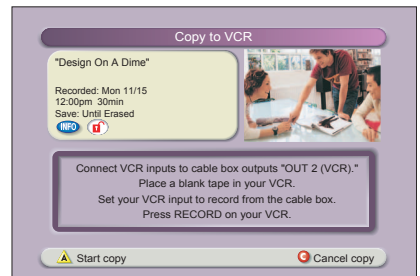 Copy to VCR
"Design On A Dime"
Recorded: Mon 11/15
12:00pm 30min
Save: Until Erased
INFO
Connect VCR inputs to cable box outputs "OUT 2 (VCR)."
Place a blank tape in your VCR.
Set your VCR input to record from the cable box.
Press RECORD on your VCR.
A Start copy
C Cancel copy